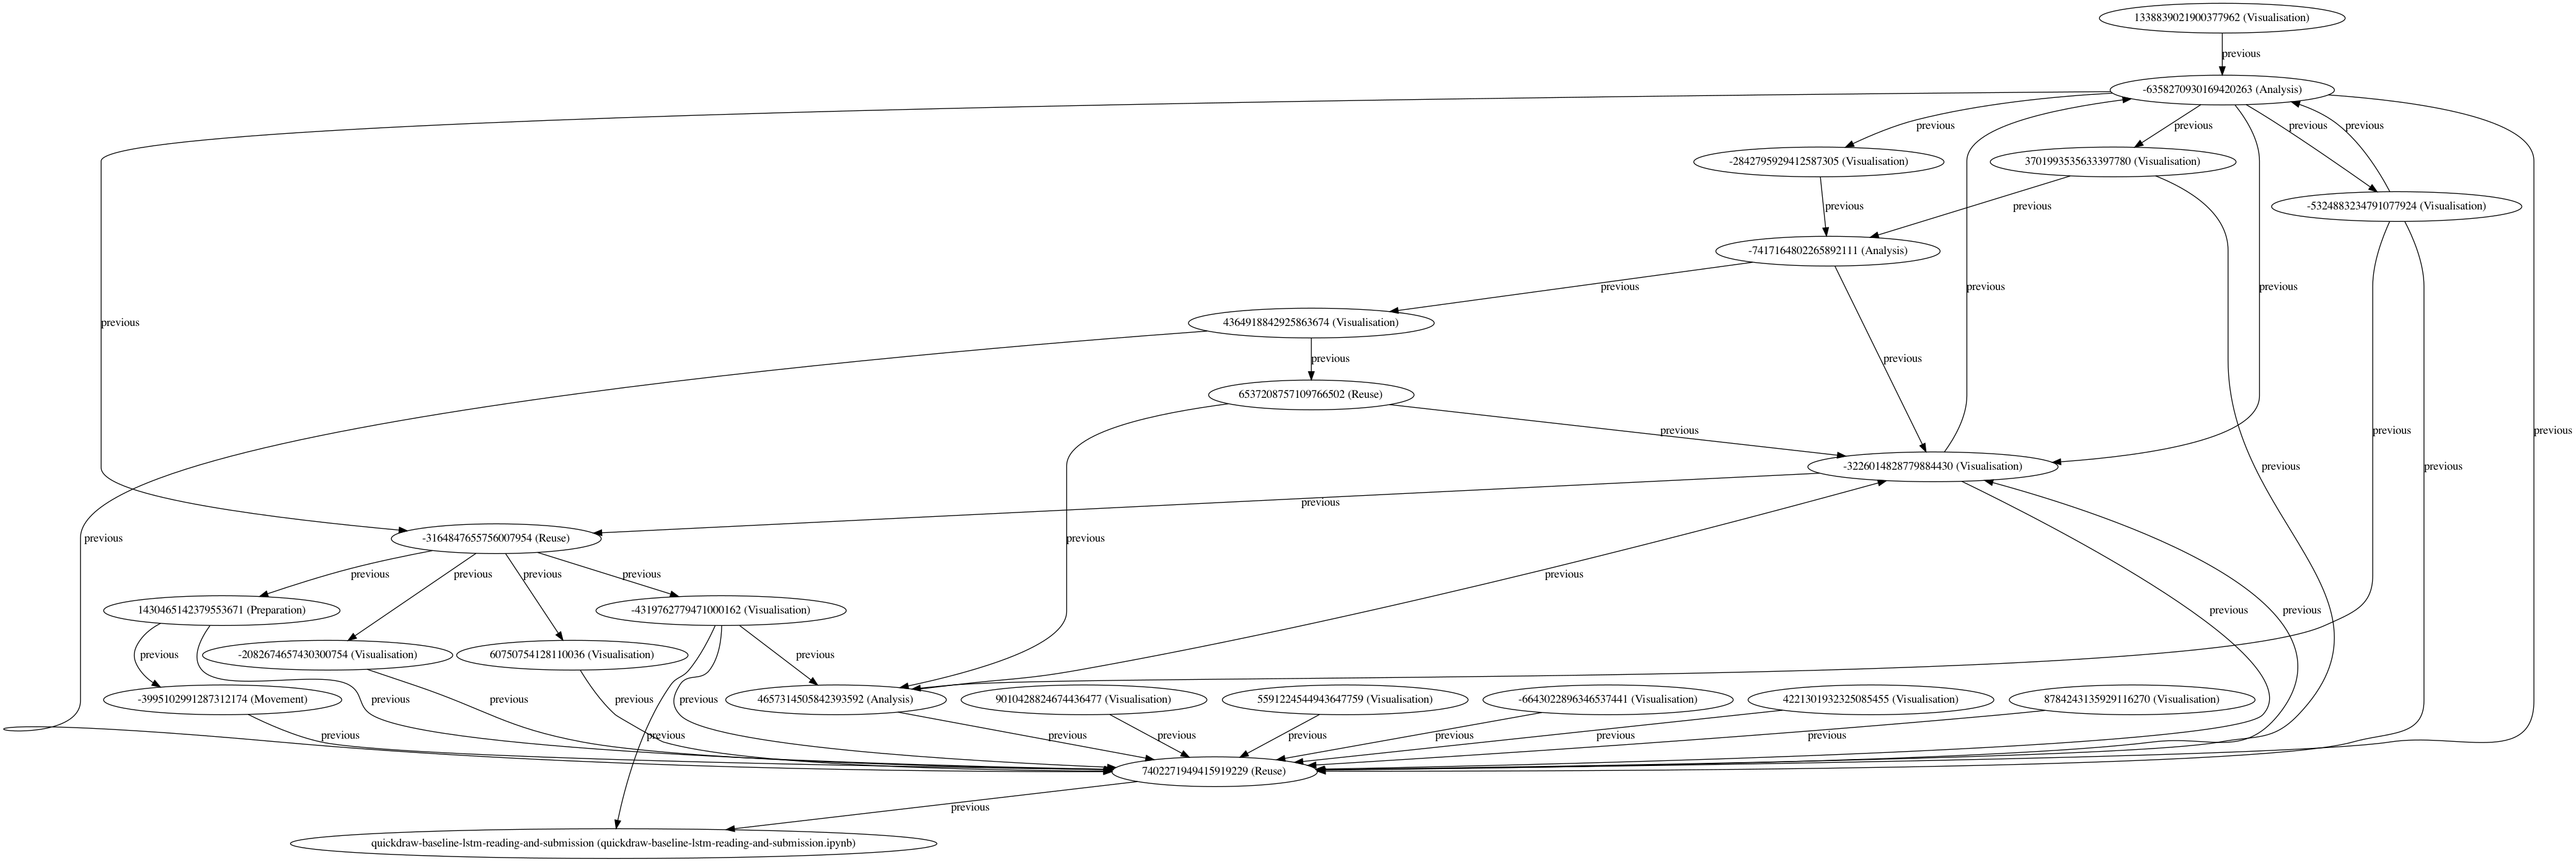 1338839021900377962 (Visualisation)
previous
-6358270930169420263 (Analysis)
previous
previous
previous
previous
-2842795929412587305 (Visualisation)
3701993535633397780 (Visualisation)
-5324883234791077924 (Visualisation)
previous
previous
-7417164802265892111 (Analysis)
previous
previous
previous
previous
4364918842925863674 (Visualisation)
previous
previous
previous
6537208757109766502 (Reuse)
previous
previous
previous
previous
-3226014828779884430 (Visualisation)
previous
previous
previous
-3164847655756007954 (Reuse)
previous
previous
previous
previous
previous
previous
previous
1430465142379553671 (Preparation)
-4319762779471000162 (Visualisation)
previous
previous
previous
-2082674657430300754 (Visualisation)
60750754128110036 (Visualisation)
previous
-3995102991287312174 (Movement)
previous
previous
previous
previous
4657314505842393592 (Analysis)
9010428824674436477 (Visualisation)
5591224544943647759 (Visualisation)
-6643022896346537441 (Visualisation)
4221301932325085455 (Visualisation)
8784243135929116270 (Visualisation)
previous
previous
previous
previous
previous
previous
previous
previous
7402271949415919229 (Reuse)
previous
quickdraw-baseline-lstm-reading-and-submission (quickdraw-baseline-lstm-reading-and-submission.ipynb)